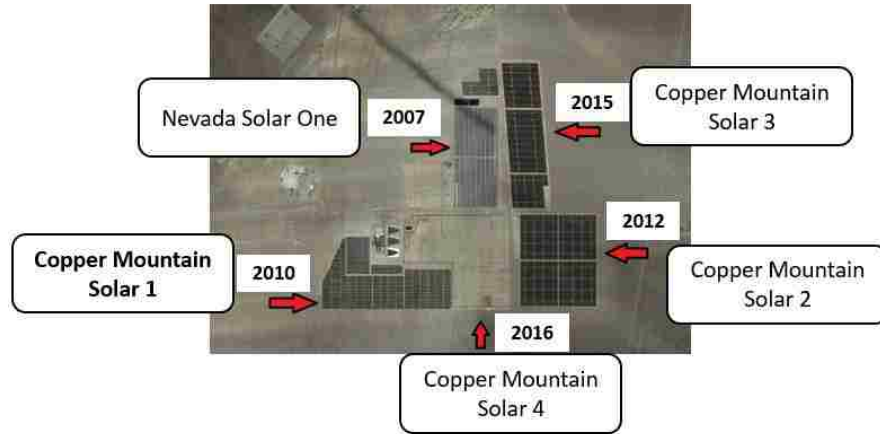 Nevada Solar One
2007
2015
Copper Mountain
Solar 3
2012
Copper Mountain
Solar 2
Copper Mountain
Solar 1
2010
2016
Copper Mountain
Solar 4